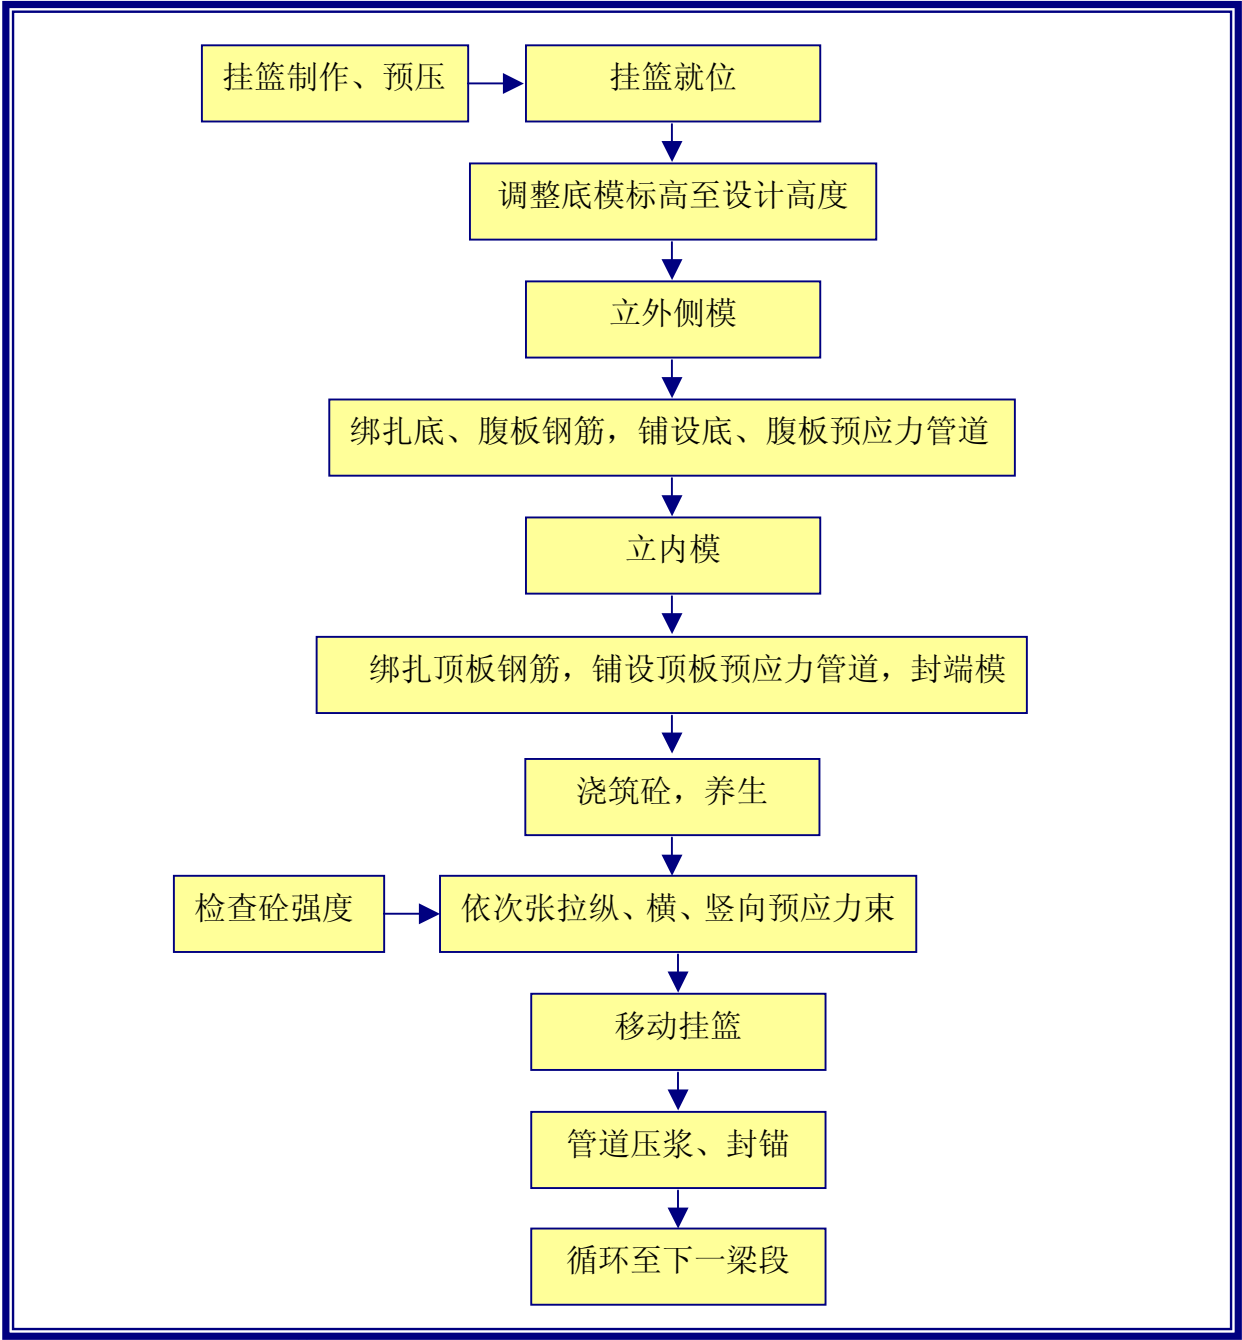 挂篮制作、预压
挂篮就位
调整底模标高至设计高度
立外侧模
绑扎底、腹板钢筋，铺设底、腹板预应力管道
立内模
绑扎顶板钢筋，铺设顶板预应力管道，封端模
浇筑砼，养生
检查砼强度
依次张拉纵、横、竖向预应力束
移动挂篮
管道压浆、封锚
循环至下一梁段